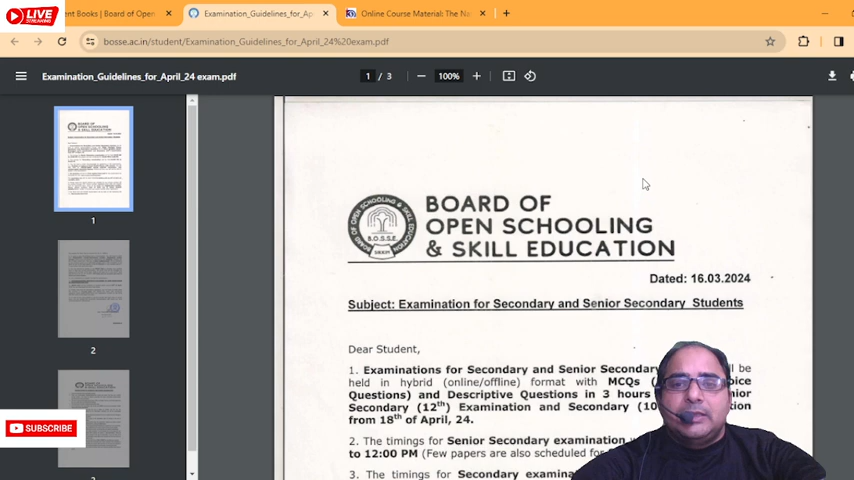 LIVE
STREAMING
ent Books | Board of Open
Examination_Guidelines_for_Ap
Online Course Material: The Na
bosse.ac.in/student/Examination_Guidelines_for_April_24%20exam.pdf
Examination_Guidelines_for_April_24 exam.pdf
1 / 3
100%
1
2
BOARD OF
OPEN SCHOOLING
& SKILL EDUCATION
B.O.S.S.E.
Dated: 16.03.2024
Subject: Examination for Secondary and Senior Secondary Students
Dear Student,
1. Examinations for Secondary and Senior Secondary be
held in hybrid (online/offline) format with MCQs
Questions) and Descriptive Questions in 3 hours
Secondary (12th) Examination and Secondary (10
from 18th of April, 24.
2. The timings for Senior Secondary examination
to 12:00 PM (Few papers are also scheduled for
3. The timings for Secondary
SUBSCRIBE